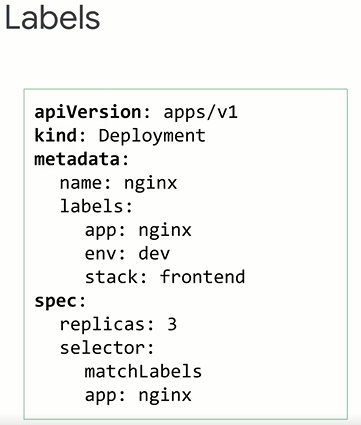 Labels
apiVersion: apps/v1
kind: Deployment
metadata:
  name: nginx
  labels:
    app: nginx
    env: dev
    stack: frontend
spec:
  replicas: 3
  selector:
    matchLabels
    app: nginx